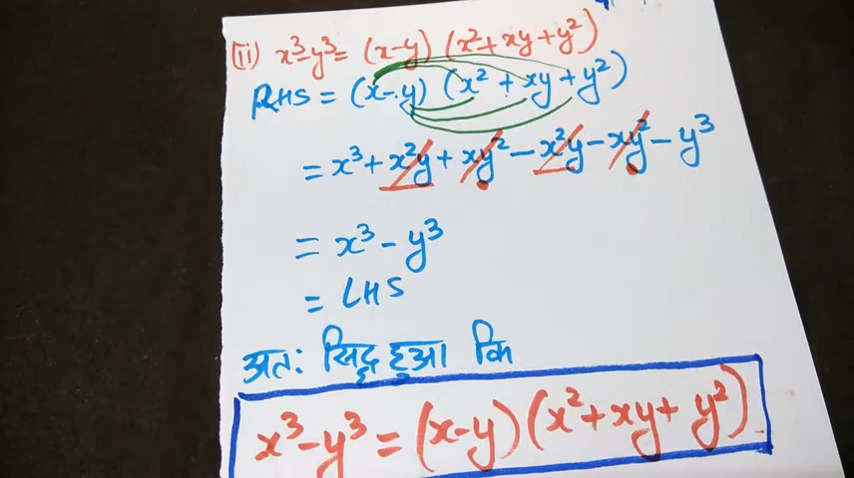 (ii) x³-y³= (x-y) (x²+xy+y²)
RHS = (x-y) (x² + xy + y²)
= x³ + x²y + xy² - x²y - xy² - y³
= x³ - y³
= LHS
अतः सिद्ध हुआ कि
x³-y³ = (x-y) (x²+xy+ y²)